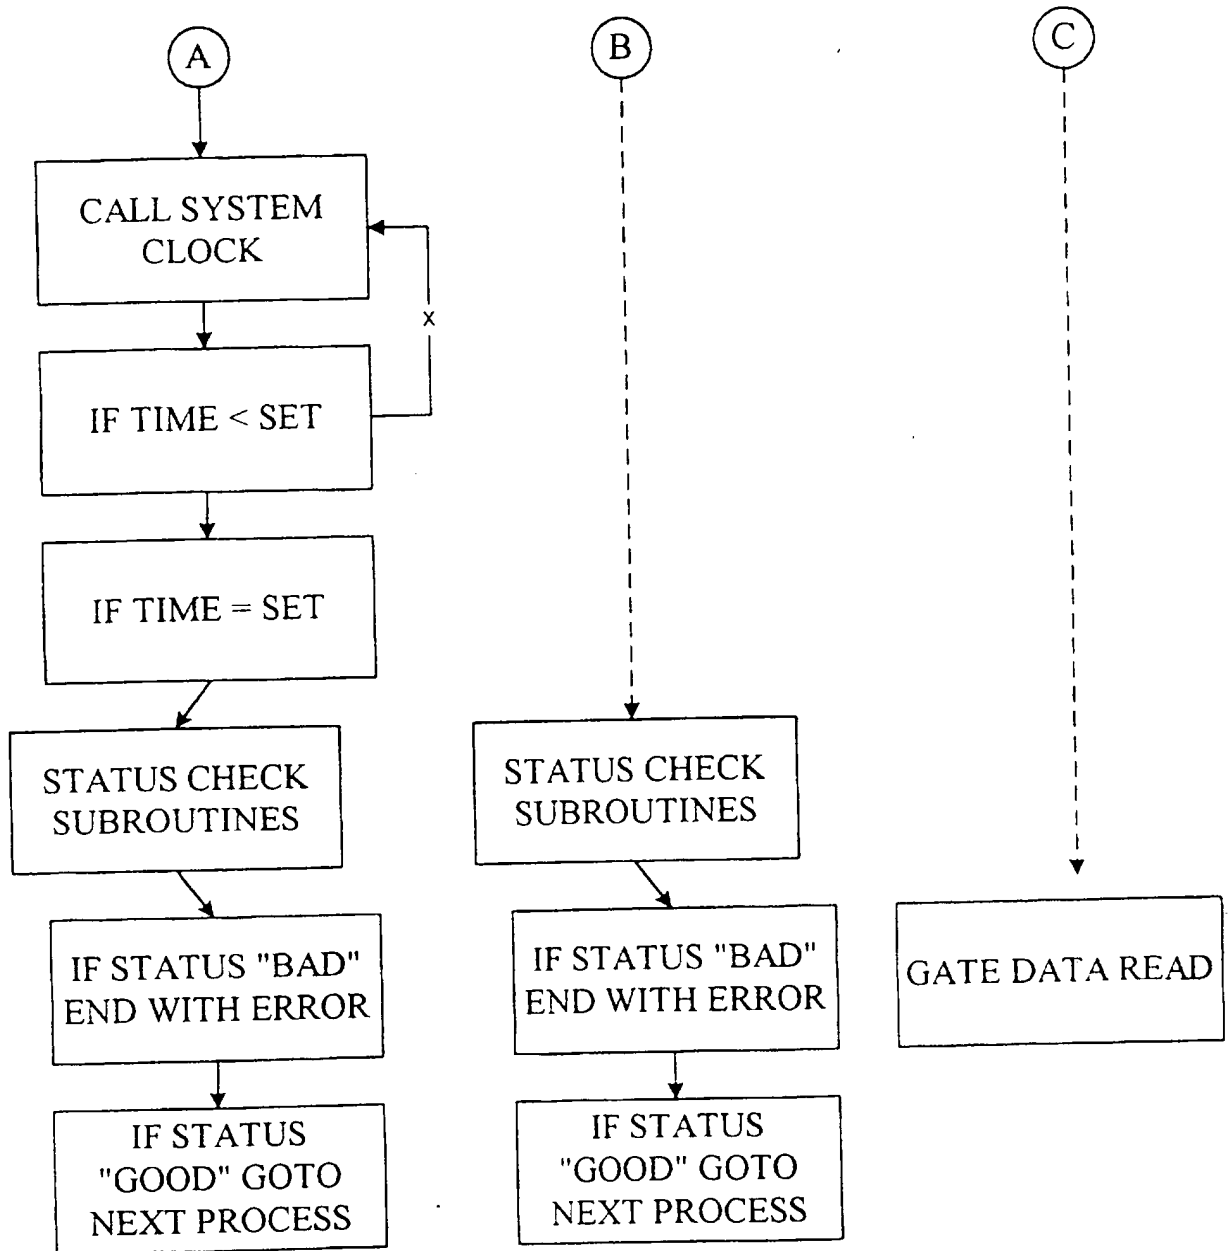 A
B
C
CALL SYSTEM
CLOCK
x
IF TIME < SET
IF TIME = SET
STATUS CHECK
SUBROUTINES
IF STATUS "BAD"
END WITH ERROR
IF STATUS
"GOOD" GOTO
NEXT PROCESS
STATUS CHECK
SUBROUTINES
IF STATUS "BAD"
END WITH ERROR
IF STATUS
"GOOD" GOTO
NEXT PROCESS
GATE DATA READ